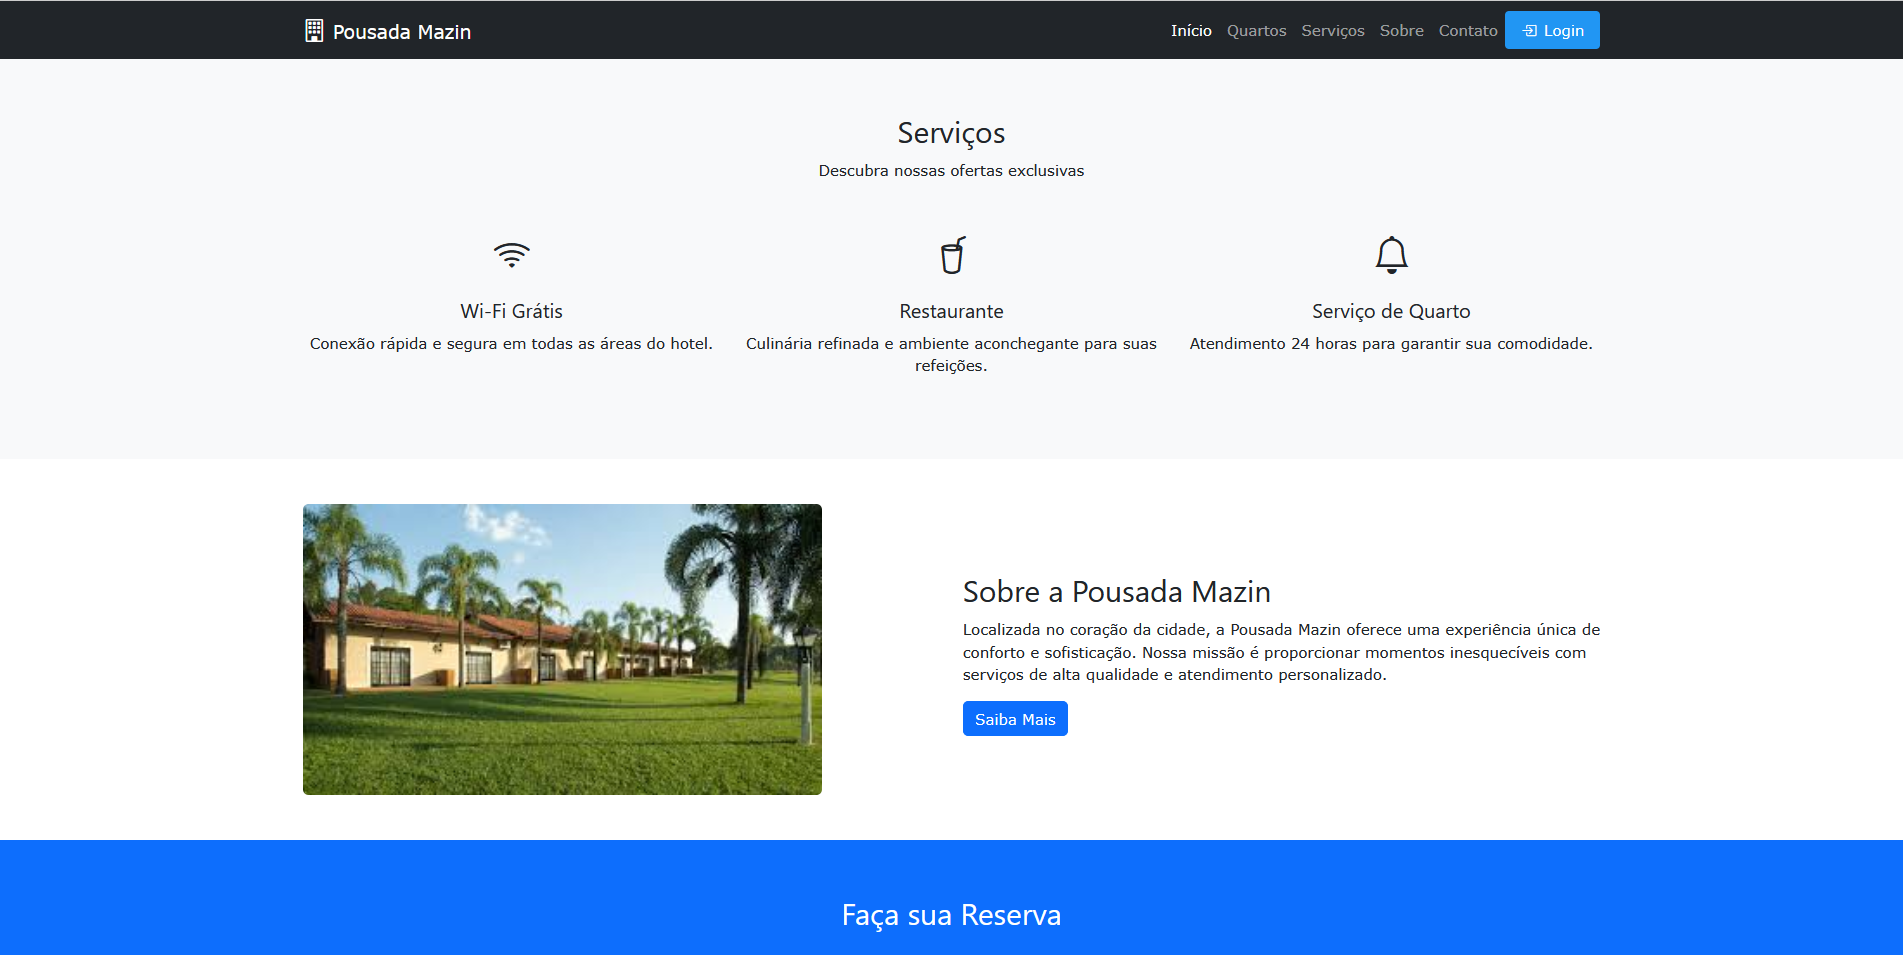 Pousada Mazin
Início Quartos Serviços Sobre Contato Login
Serviços
Descubra nossas ofertas exclusivas
Wi-Fi Grátis
Conexão rápida e segura em todas as áreas do hotel.
Restaurante
Culinária refinada e ambiente aconchegante para suas
refeições.
Serviço de Quarto
Atendimento 24 horas para garantir sua comodidade.
Sobre a Pousada Mazin
Localizada no coração da cidade, a Pousada Mazin oferece uma experiência única de
conforto e sofisticação. Nossa missão é proporcionar momentos inesquecíveis com
serviços de alta qualidade e atendimento personalizado.
Saiba Mais
Faça sua Reserva